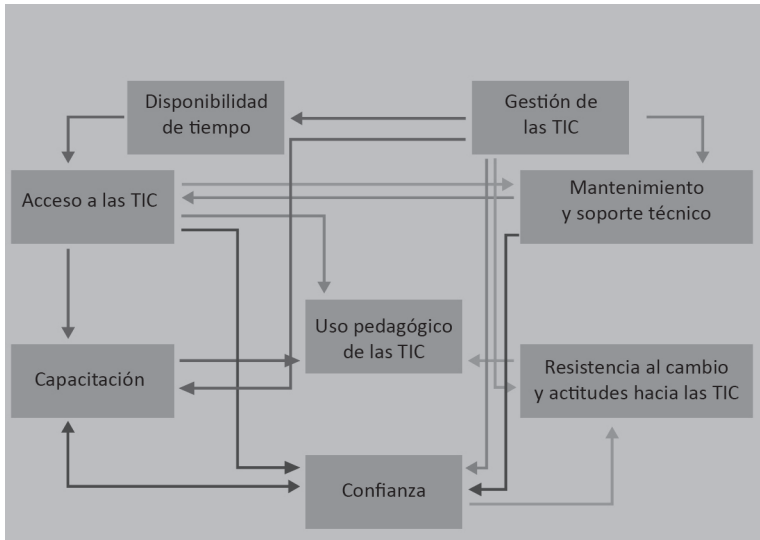 Disponibilidad
de tiempo
Gestión de
las TIC
Acceso a las TIC
Mantenimiento
y soporte técnico
Uso pedagógico
de las TIC
Capacitación
Resistencia al cambio
y actitudes hacia las TIC
Confianza